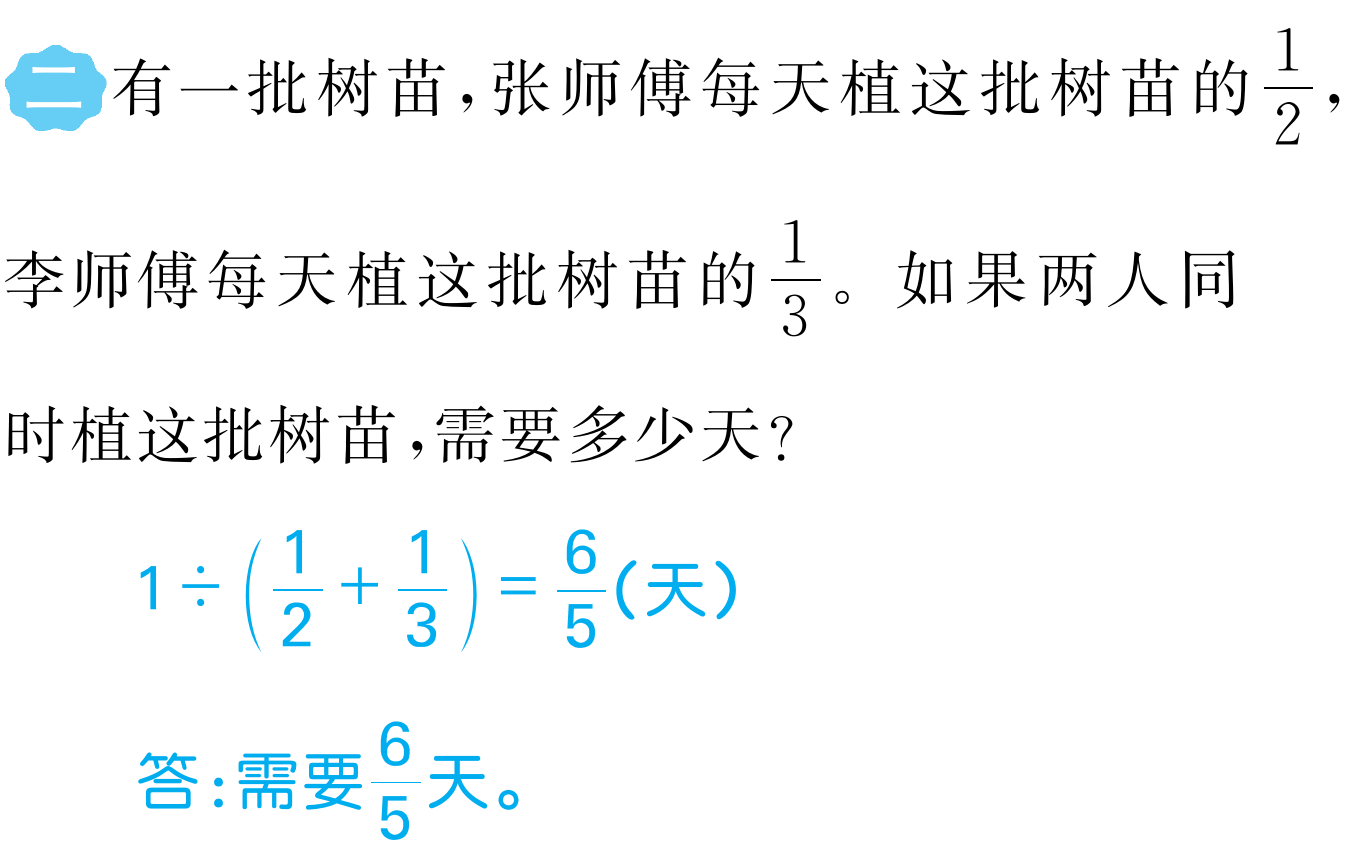 二 有一批树苗,张师傅每天植这批树苗的1/2,
李师傅每天植这批树苗的1/3。如果两人同
时植这批树苗,需要多少天?
1÷(1/2+1/3)=6/5(天)
答:需要6/5天。